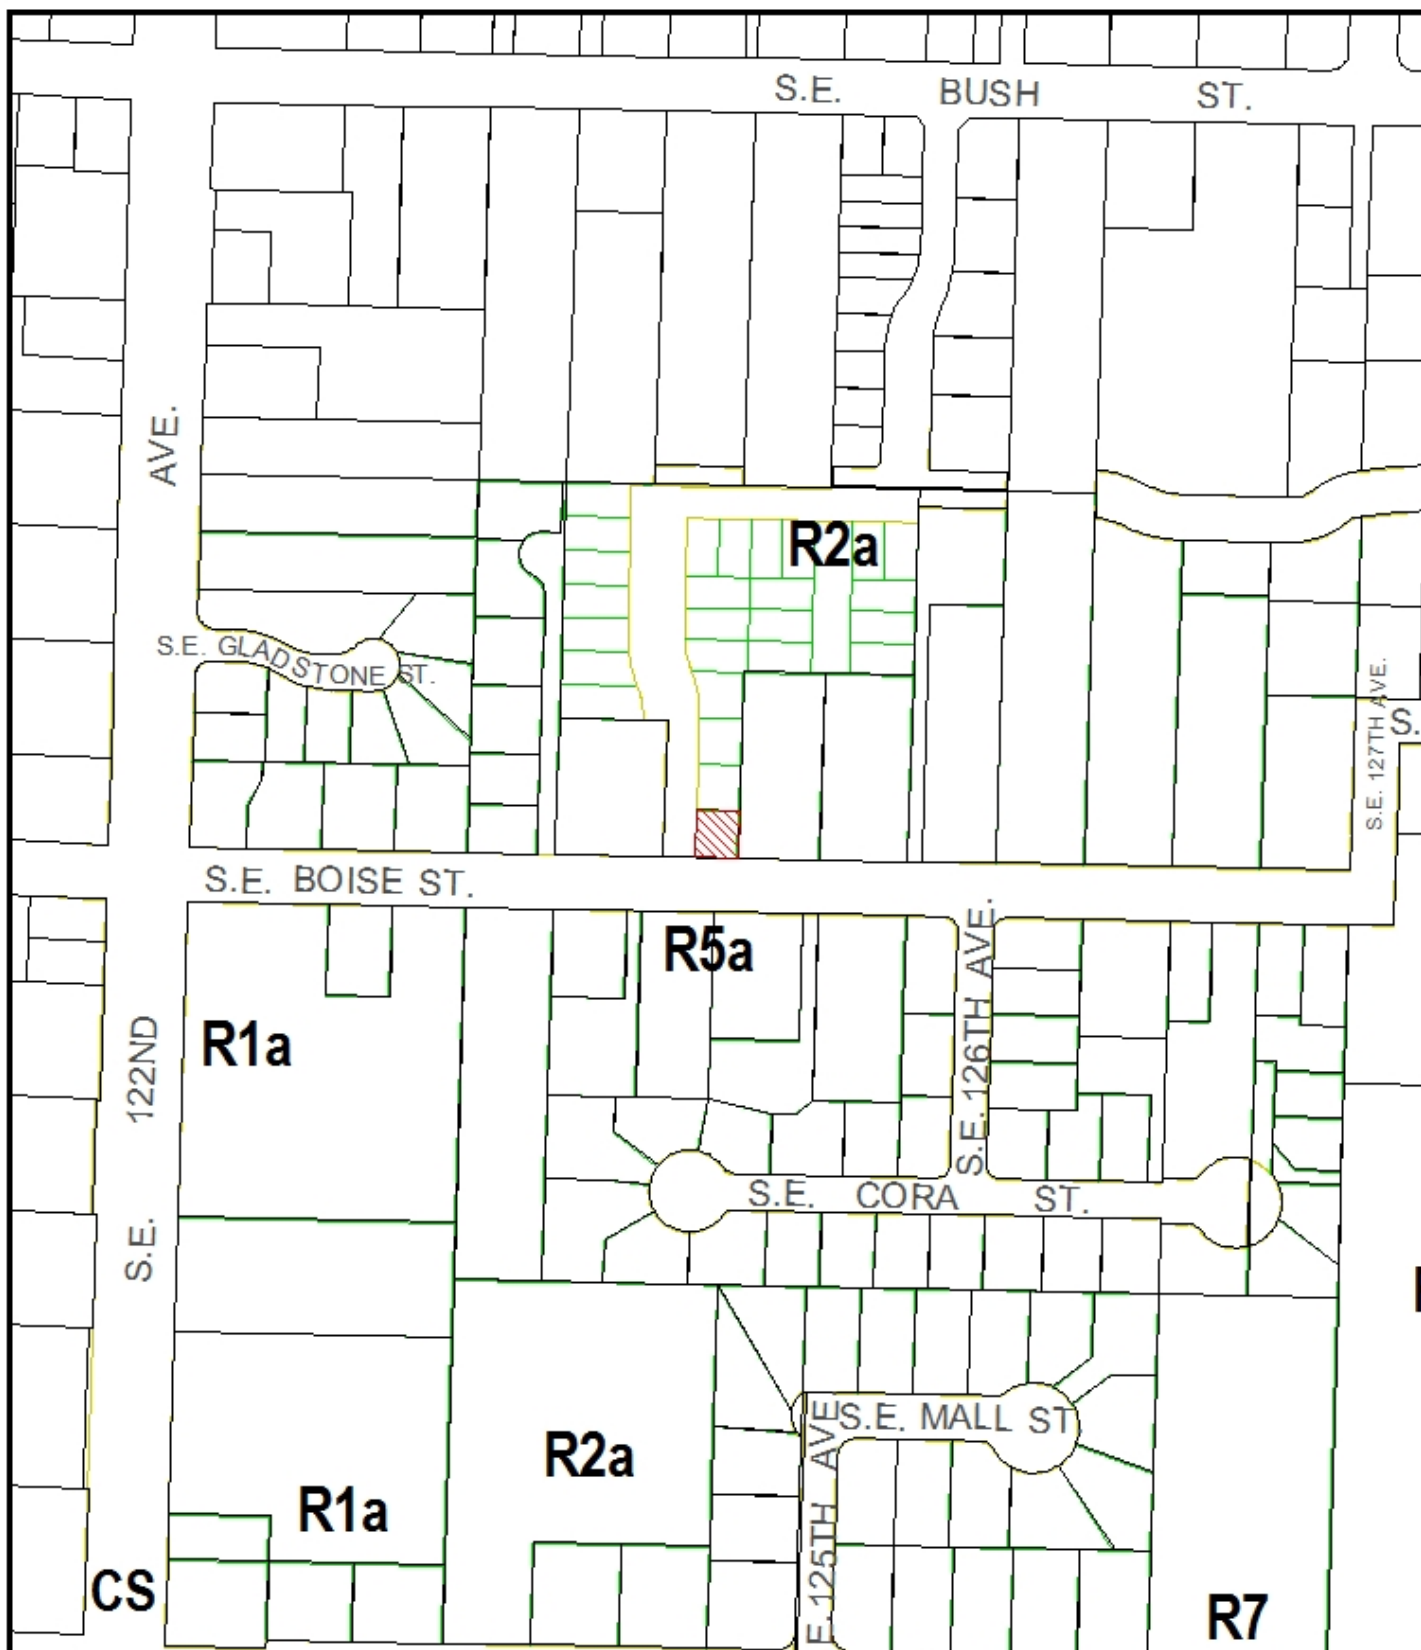 S.E. BUSH ST.
AVE.
R2a
S.E. GLADSTONE ST.
S.E. 127TH AVE.
S.
S.E. BOISE ST.
R5a
S.E. 126TH AVE.
R1a
S.E. 122ND
S.E. CORA ST.
S.E. MALL ST
R2a
R1a
E. 125TH AVE
CS
R7